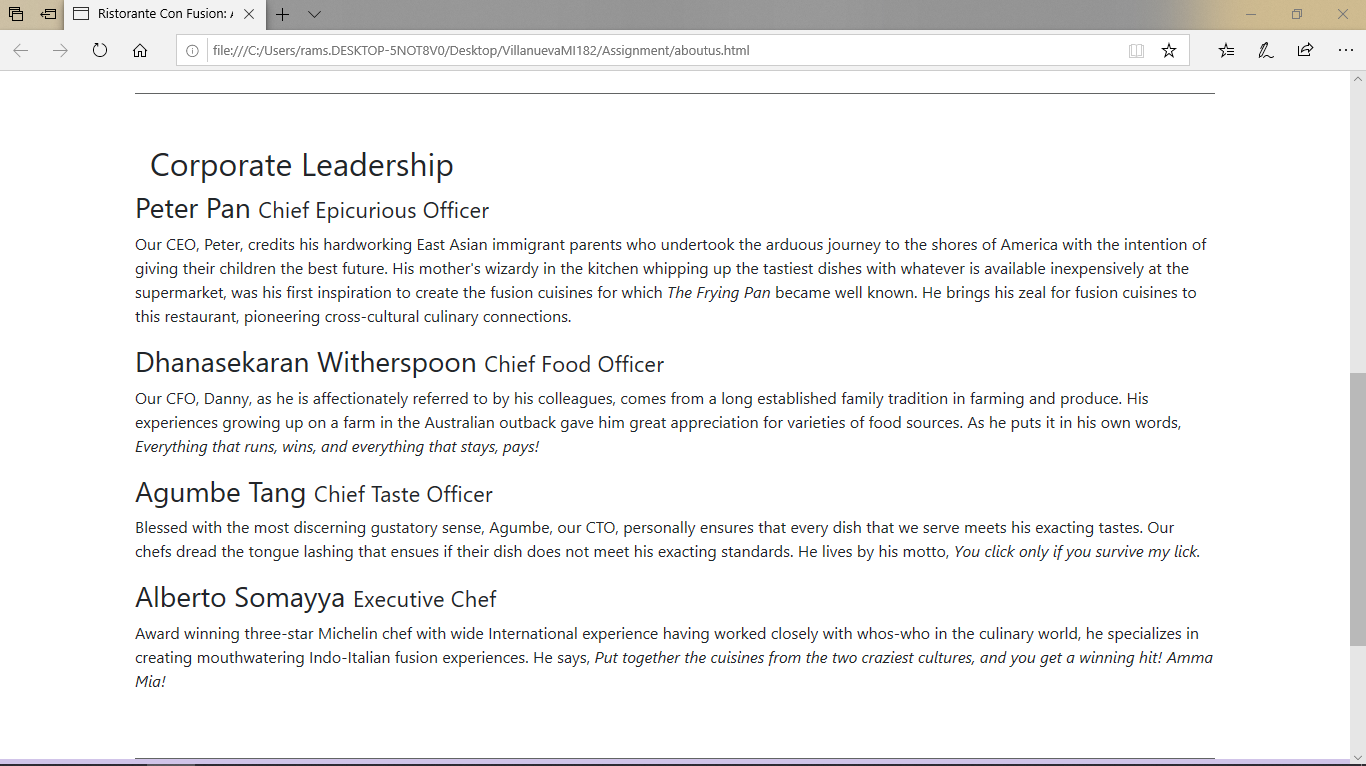 Ristorante Con Fusion: A
file:///C:/Users/rams.DESKTOP-5NOT8V0/Desktop/VillanuevaMI182/Assignment/aboutus.html
Corporate Leadership
Peter Pan Chief Epicurious Officer
Our CEO, Peter, credits his hardworking East Asian immigrant parents who undertook the arduous journey to the shores of America with the intention of
giving their children the best future. His mother's wizardy in the kitchen whipping up the tastiest dishes with whatever is available inexpensively at the
supermarket, was his first inspiration to create the fusion cuisines for which The Frying Pan became well known. He brings his zeal for fusion cuisines to
this restaurant, pioneering cross-cultural culinary connections.
Dhanasekaran Witherspoon Chief Food Officer
Our CFO, Danny, as he is affectionately referred to by his colleagues, comes from a long established family tradition in farming and produce. His
experiences growing up on a farm in the Australian outback gave him great appreciation for varieties of food sources. As he puts it in his own words,
Everything that runs, wins, and everything that stays, pays!
Agumbe Tang Chief Taste Officer
Blessed with the most discerning gustatory sense, Agumbe, our CTO, personally ensures that every dish that we serve meets his exacting tastes. Our
chefs dread the tongue lashing that ensues if their dish does not meet his exacting standards. He lives by his motto, You click only if you survive my lick.
Alberto Somayya Executive Chef
Award winning three-star Michelin chef with wide International experience having worked closely with whos-who in the culinary world, he specializes in
creating mouthwatering Indo-Italian fusion experiences. He says, Put together the cuisines from the two craziest cultures, and you get a winning hit! Amma
Mia!